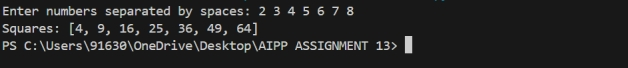 Enter numbers separated by spaces: 2 3 4 5 6 7 8
Squares: [4, 9, 16, 25, 36, 49, 64]
PS C:\Users\91630\OneDrive\Desktop\AIPP ASSIGNMENT 13>